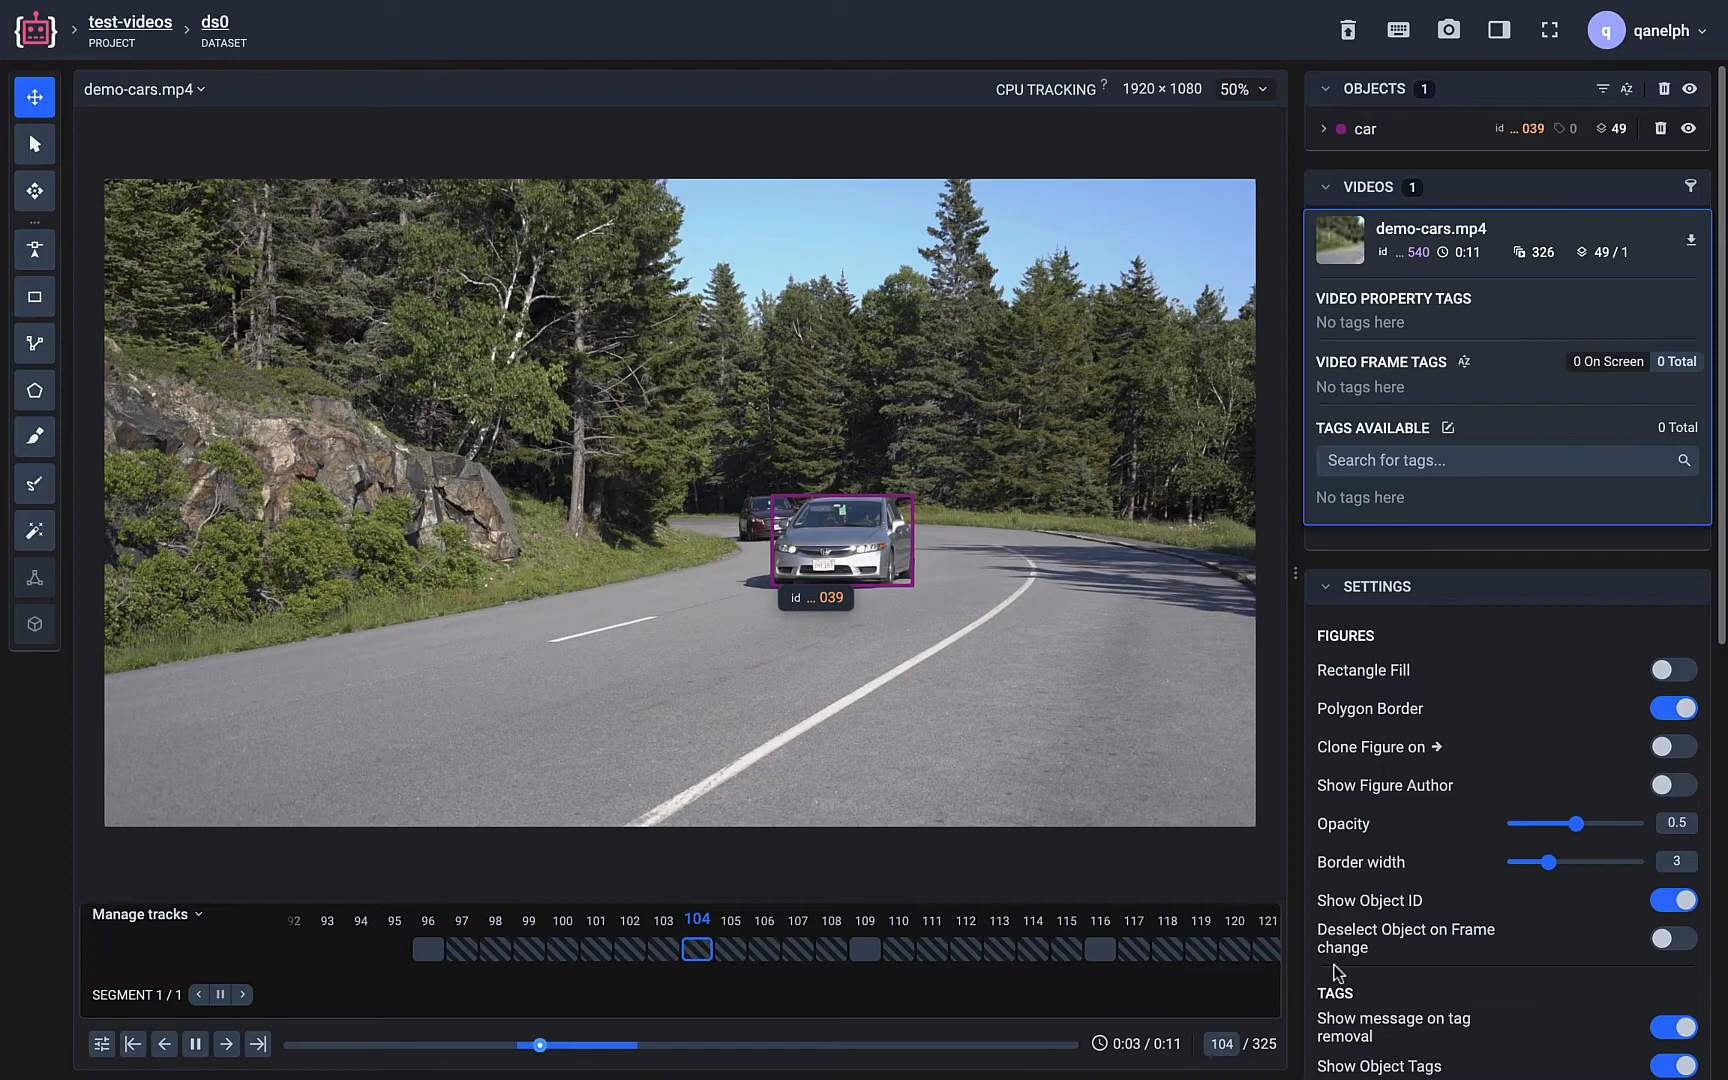 test-videos
PROJECT
ds0
DATASET
q
qanelph
demo-cars.mp4
CPU TRACKING ?
1920 × 1080
50%
id ... 039
OBJECTS 1
car
id ... 039
0
49
VIDEOS 1
demo-cars.mp4
id ... 540
0:11
326
49 / 1
VIDEO PROPERTY TAGS
No tags here
VIDEO FRAME TAGS
0 On Screen
0 Total
No tags here
TAGS AVAILABLE
0 Total
Search for tags...
No tags here
SETTINGS
FIGURES
Rectangle Fill
Polygon Border
Clone Figure on →
Show Figure Author
Opacity
0.5
Border width
3
Show Object ID
Deselect Object on Frame
change
TAGS
Show message on tag
removal
Show Object Tags
Manage tracks
92 93 94 95 96 97 98 99 100 101 102 103 104 105 106 107 108 109 110 111 112 113 114 115 116 117 118 119 120 121
SEGMENT 1 / 1
0:03 / 0:11
104 / 325